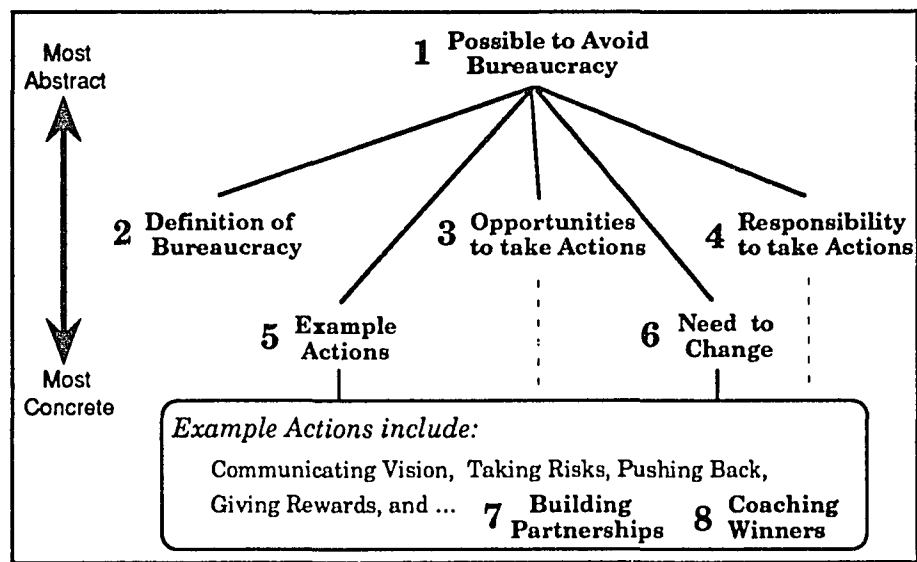 Most
Abstract
1 Possible to Avoid
Bureaucracy
2 Definition of
Bureaucracy
3 Opportunities
to take Actions
4 Responsibility
to take Actions
5 Example
Actions
6 Need to
Change
Most
Concrete
Example Actions include:
Communicating Vision, Taking Risks, Pushing Back,
Giving Rewards, and ... 7 Building
Partnerships
8 Coaching
Winners